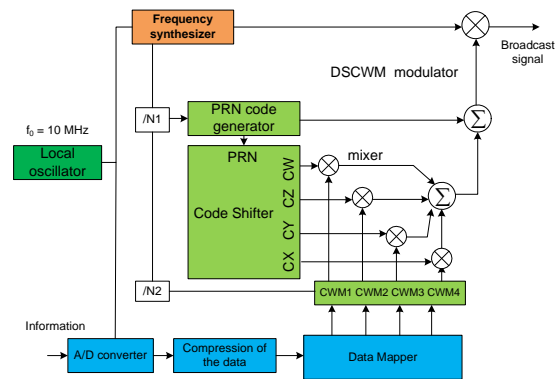 Frequency
synthesizer
Broadcast
signal
DSCWM modulator
/N1
PRN code
generator
Σ
f₀ = 10 MHz
Local
oscillator
PRN
Code Shifter
CW
CZ
CY
CX
mixer
Σ
/N2
CWM1 CWM2 CWM3 CWM4
Information
A/D converter
Compression of
the data
Data Mapper